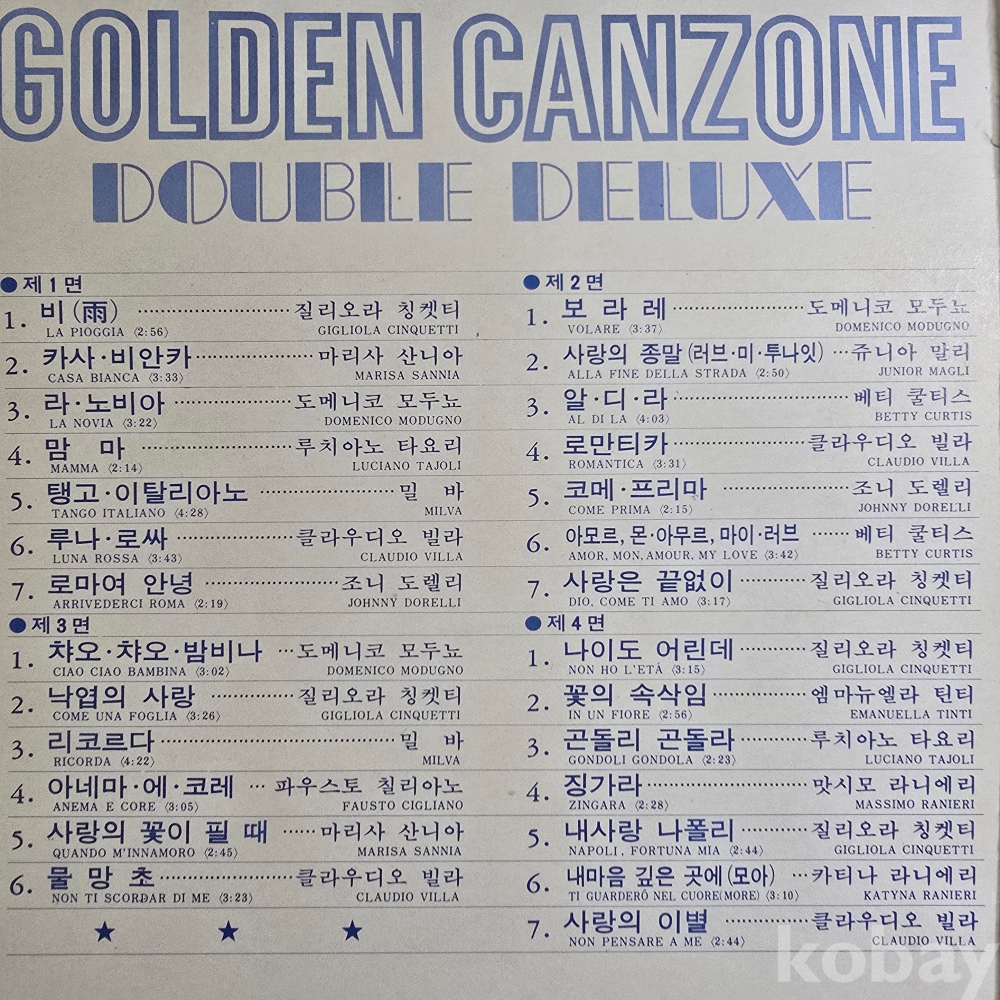 GOLDEN CANZONE
DOUBLE DELUXE
● 제1면
1. 비(雨) ···················· 질리오라 칭켓티
LA PIOGGIA 〈2:56〉 GIGLIOLA CINQUETTI
2. 카사·비안카 ··············· 마리사 산니아
CASA BIANCA 〈3:33〉 MARISA SANNIA
3. 라·노비아 ··············· 도메니코 모두뇨
LA NOVIA 〈3:22〉 DOMENICO MODUGNO
4. 맘 마 ····················· 루치아노 타요리
MAMMA 〈2:14〉 LUCIANO TAJOLI
5. 탱고·이탈리아노 ················ 밀 바
TANGO ITALIANO 〈4:28〉 MILVA
6. 루나·로싸 ················ 클라우디오 빌라
LUNA ROSSA 〈3:43〉 CLAUDIO VILLA
7. 로마여 안녕 ················· 조니 도렐리
ARRIVEDERCI ROMA 〈2:19〉 JOHNNY DORELLI
● 제2면
1. 보 라 레 ················· 도메니코 모두뇨
VOLARE 〈3:37〉 DOMENICO MODUGNO
2. 사랑의 종말(러브·미·투나잇) ··· 쥬니아 말리
ALLA FINE DELLA STRADA 〈2:50〉 JUNIOR MAGLI
3. 알·디·라 ····················· 베티 쿨티스
AL DI LA 〈4:03〉 BETTY CURTIS
4. 로만티카 ················· 클라우디오 빌라
ROMANTICA 〈3:31〉 CLAUDIO VILLA
5. 코메·프리마 ················ 조니 도렐리
COME PRIMA 〈2:15〉 JOHNNY DORELLI
6. 아모르, 몬·아무르, 마이·러브 ······ 베티 쿨티스
AMOR, MON, AMOUR, MY LOVE 〈3:42〉 BETTY CURTIS
7. 사랑은 끝없이 ·········· 질리오라 칭켓티
DIO, COME TI AMO 〈3:17〉 GIGLIOLA CINQUETTI
● 제3면
1. 챠오·챠오·밤비나 ··· 도메니코 모두뇨
CIAO CIAO BAMBINA 〈3:02〉 DOMENICO MODUGNO
2. 낙엽의 사랑 ············· 질리오라 칭켓티
COME UNA FOGLIA 〈3:26〉 GIGLIOLA CINQUETTI
3. 리코르다 ······························ 밀 바
RICORDA 〈4:22〉 MILVA
4. 아네마·에·코레 ··· 파우스토 칠리아노
ANEMA E CORE 〈3:05〉 FAUSTO CIGLIANO
5. 사랑의 꽃이 필 때 ······ 마리사 산니아
QUANDO M'INNAMORO 〈2:45〉 MARISA SANNIA
6. 물 망 초 ················· 클라우디오 빌라
NON TI SCORDAR DI ME 〈3:23〉 CLAUDIO VILLA
★ ★ ★
● 제4면
1. 나이도 어린데 ·········· 질리오라 칭켓티
NON HO L'ETÀ 〈3:15〉 GIGLIOLA CINQUETTI
2. 꽃의 속삭임 ············ 엠마뉴엘라 틴티
IN UN FIORE 〈2:56〉 EMANUELLA TINTI
3. 곤돌리 곤돌라 ·········· 루치아노 타요리
GONDOLI GONDOLA 〈2:23〉 LUCIANO TAJOLI
4. 징가라 ····················· 맛시모 라니에리
ZINGARA 〈2:28〉 MASSIMO RANIERI
5. 내사랑 나폴리 ·········· 질리오라 칭켓티
NAPOLI, FORTUNA MIA 〈2:44〉 GIGLIOLA CINQUETTI
6. 내마음 깊은 곳에(모아) ··· 카티나 라니에리
TI GUARDERÒ NEL CUORE(MORE) 〈3:10〉 KATYNA RANIERI
7. 사랑의 이별 ············· 클라우디오 빌라
NON PENSARE A ME 〈2:44〉 CLAUDIO VILLA
kobay